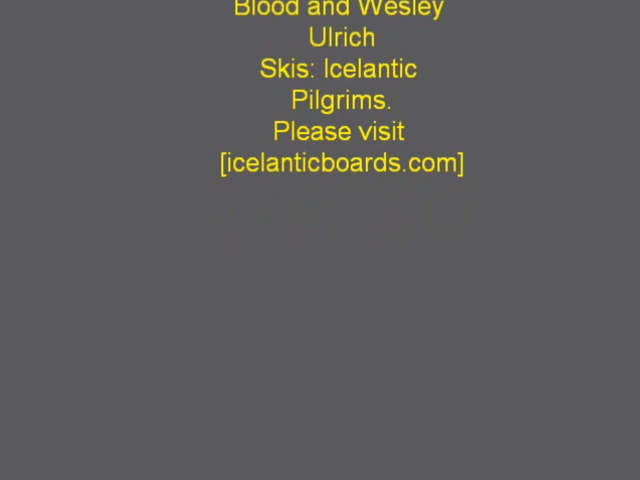 Blood and Wesley
Ulrich
Skis: Icelantic
Pilgrims.
Please visit
[icelanticboards.com]